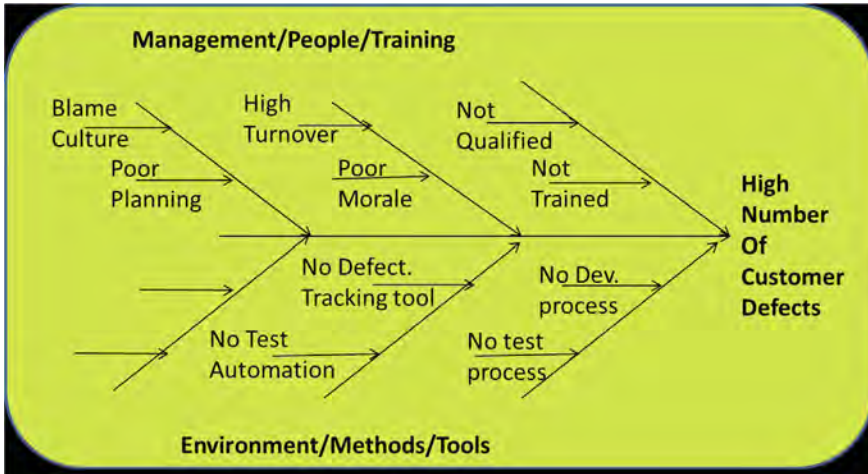 Management/People/Training
Blame
Culture
Poor
Planning
High
Turnover
Poor
Morale
Not
Qualified
Not
Trained
High
Number
Of
Customer
Defects
No Defect.
Tracking tool
No Test
Automation
No Dev.
process
No test
process
Environment/Methods/Tools